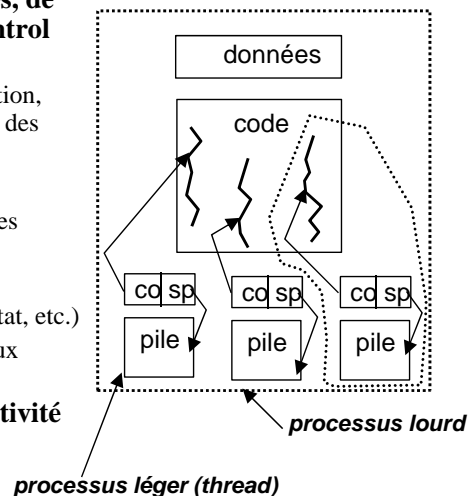 s, de
ntrol
tion,
des
es
tat, etc.)
ux
tivité
données
code
co sp
co sp
co sp
pile
pile
pile
processus lourd
processus léger (thread)